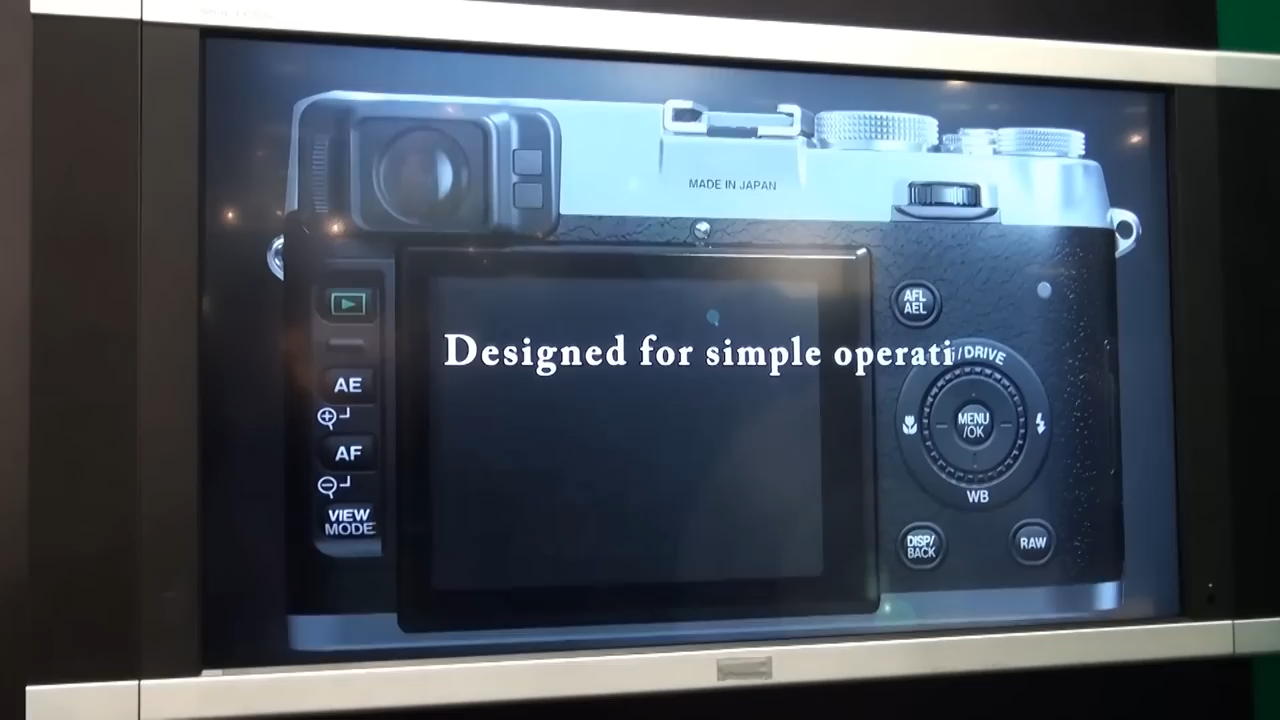 MADE IN JAPAN
AFL
AEL
Designed for simple operati
/DRIVE
AE
MENU
/OK
AF
WB
VIEW
MODE
DISP/
BACK
RAW